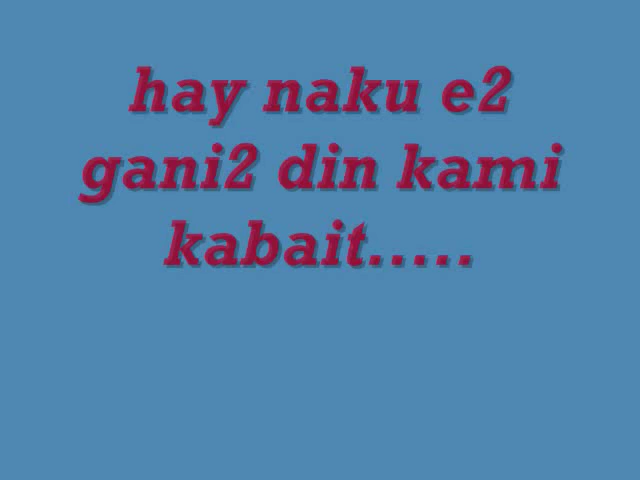 hay naku e2
gani2 din kami
kabait.....